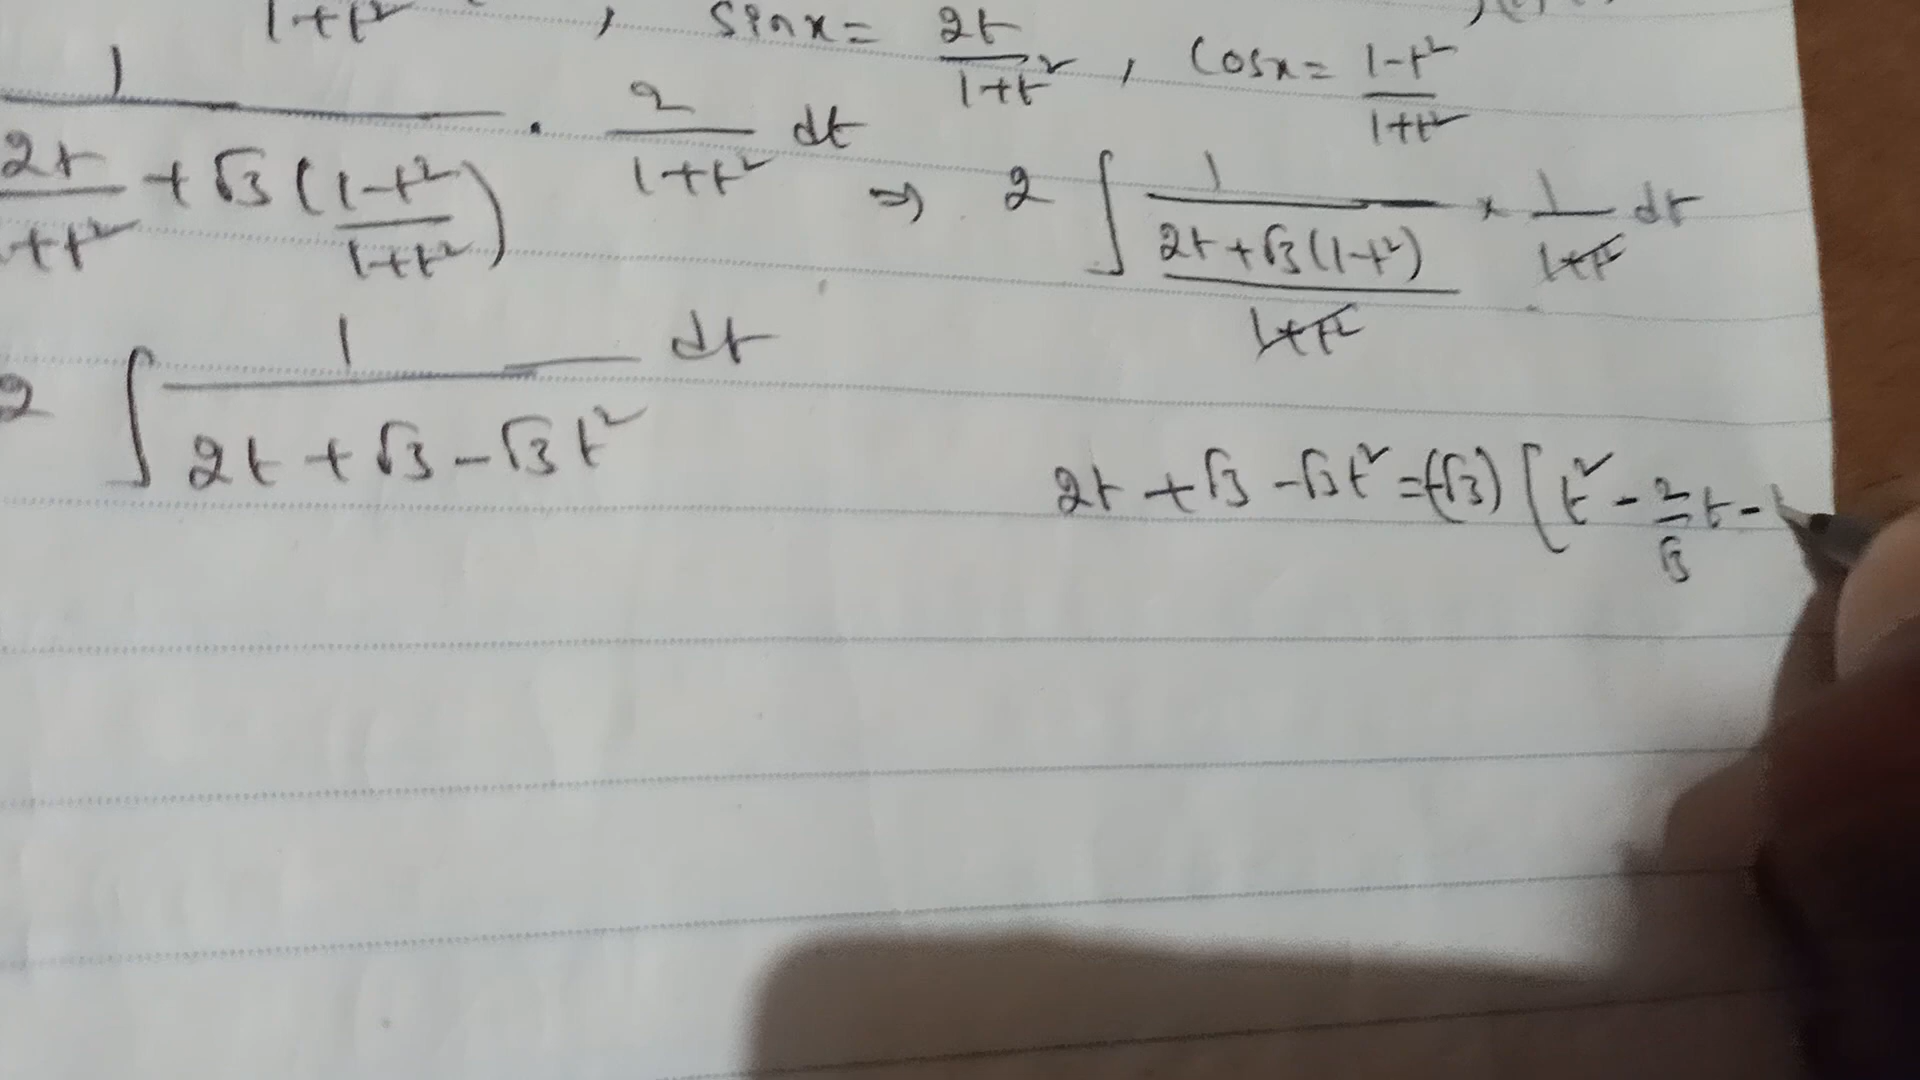 1+t² , sinx = 2t/1+t² , cosx = 1-t²/1+t²
1/(2t/1+t² + √3(1-t²/1+t²)) · 2/1+t² dt ⇒ 2∫ 1/(2t+√3(1-t²)/1+t²) × 1/1+t² dt
2 ∫ 1/2t+√3-√3t² dt
2t+√3-√3t² = (-√3) [t² - 2/√3 t -